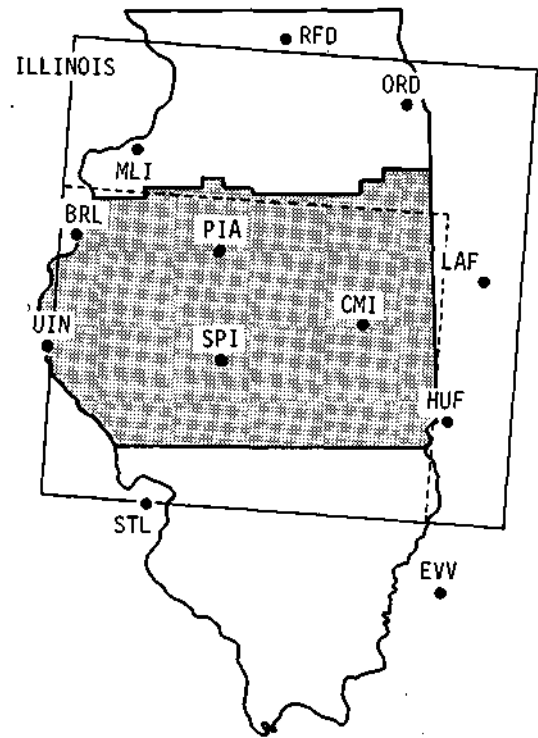 RFD
ILLINOIS
ORD
MLI
BRL
PIA
LAF
CMI
UIN
SPI
HUF
STL
EVV